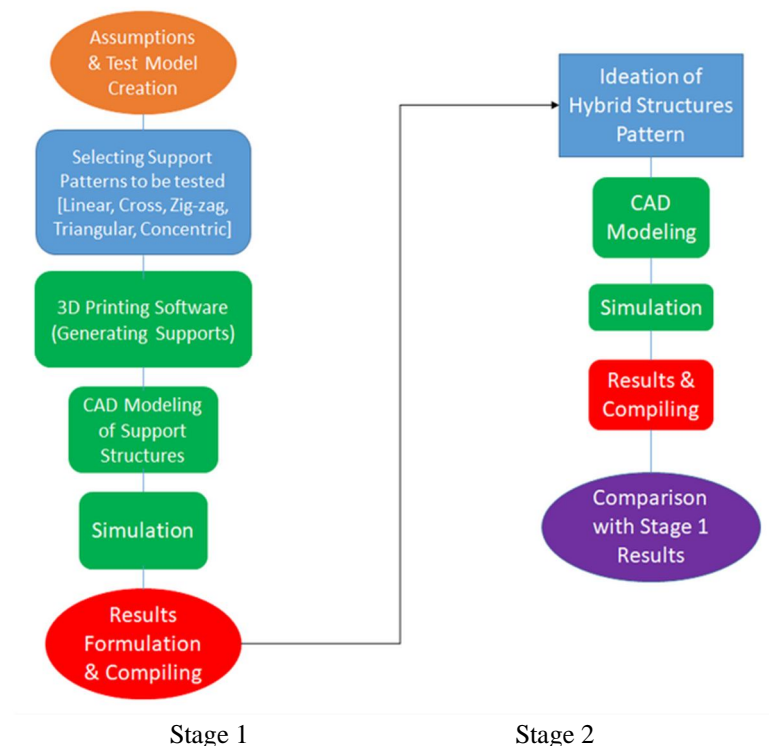 Assumptions
& Test Model
Creation
Selecting Support
Patterns to be tested
[Linear, Cross, Zig-zag,
Triangular, Concentric]
3D Printing Software
(Generating Supports)
CAD Modeling
of Support
Structures
Simulation
Results
Formulation
& Compiling
Stage 1
Ideation of
Hybrid Structures
Pattern
CAD
Modeling
Simulation
Results &
Compiling
Comparison
with Stage 1
Results
Stage 2